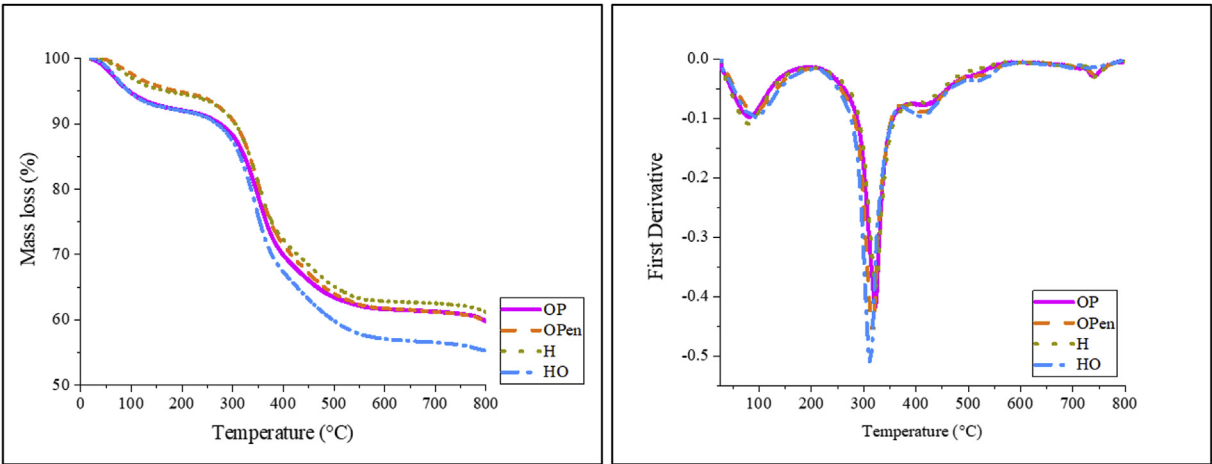 100
90
80
70
60
50
Mass loss (%)
0
100
200
300
400
500
600
700
800
Temperature (°C)
OP
OPen
H
HO
0.0
-0.1
-0.2
-0.3
-0.4
-0.5
First Derivative
100
200
300
400
500
600
700
800
Temperature (°C)
OP
OPen
H
HO